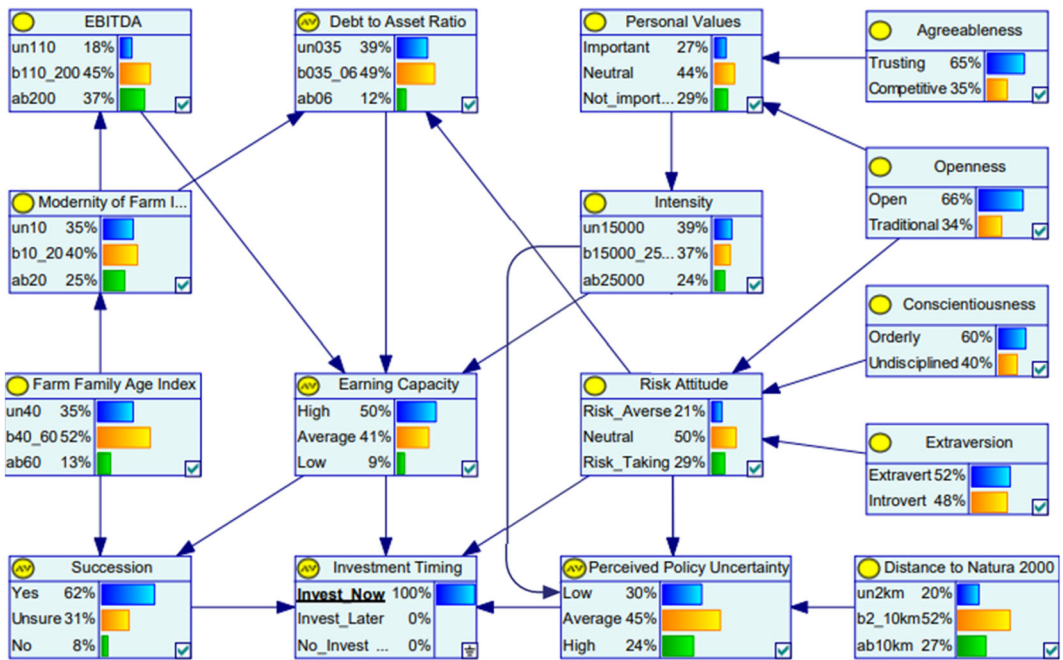 EBITDA
un110 18%
b110_200 45%
ab200 37%
Debt to Asset Ratio
un035 39%
b035_06 49%
ab06 12%
Personal Values
Important 27%
Neutral 44%
Not_import... 29%
Agreeableness
Trusting 65%
Competitive 35%
Modernity of Farm I...
un10 35%
b10_20 40%
ab20 25%
Intensity
un15000 39%
b15000_25... 37%
ab25000 24%
Openness
Open 66%
Traditional 34%
Conscientiousness
Orderly 60%
Undisciplined 40%
Farm Family Age Index
un40 35%
b40_60 52%
ab60 13%
Earning Capacity
High 50%
Average 41%
Low 9%
Risk Attitude
Risk_Averse 21%
Neutral 50%
Risk_Taking 29%
Extraversion
Extravert 52%
Introvert 48%
Succession
Yes 62%
Unsure 31%
No 8%
Investment Timing
Invest_Now 100%
Invest_Later 0%
No_Invest ... 0%
Perceived Policy Uncertainty
Low 30%
Average 45%
High 24%
Distance to Natura 2000
un2km 20%
b2_10km 52%
ab10km 27%